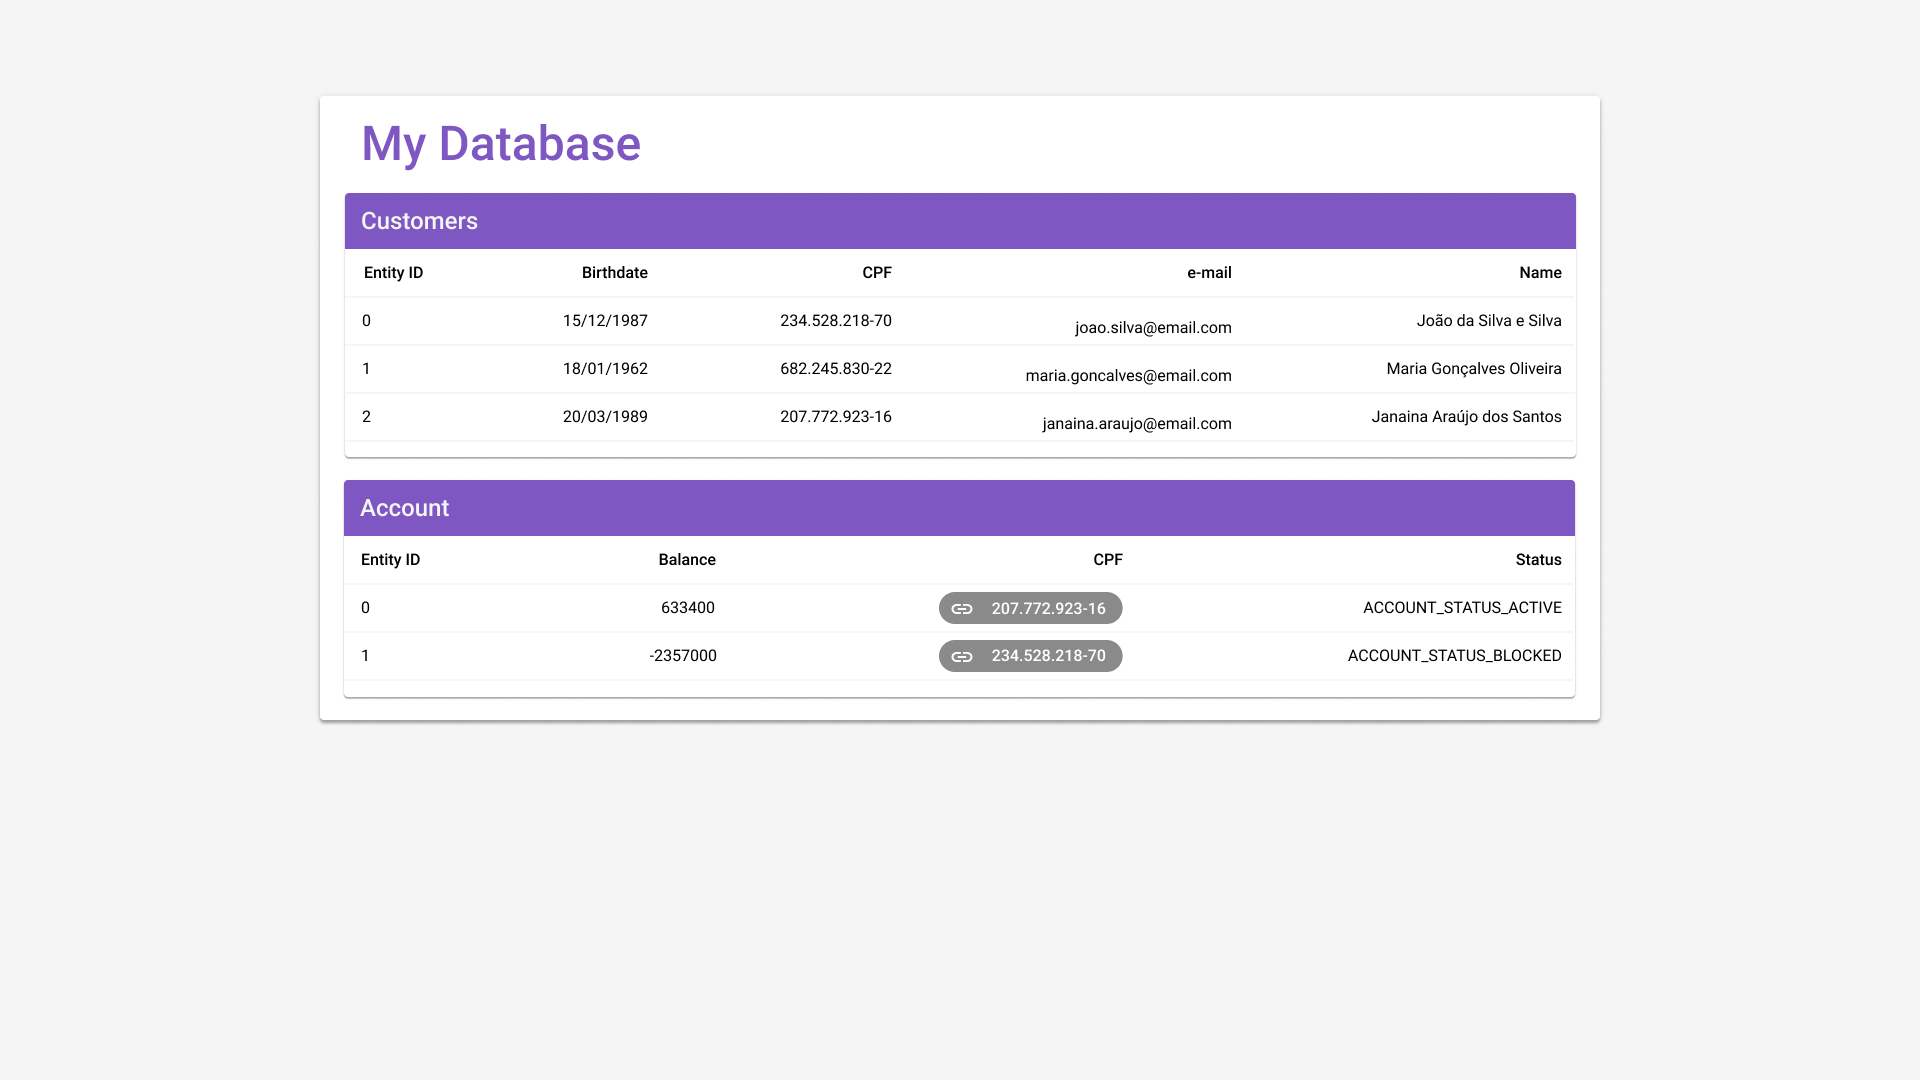 My Database
Customers
Entity ID Birthdate CPF e-mail Name
0 15/12/1987 234.528.218-70 joao.silva@email.com João da Silva e Silva
1 18/01/1962 682.245.830-22 maria.goncalves@email.com Maria Gonçalves Oliveira
2 20/03/1989 207.772.923-16 janaina.araujo@email.com Janaina Araújo dos Santos
Account
Entity ID Balance CPF Status
0 633400 207.772.923-16 ACCOUNT_STATUS_ACTIVE
1 -2357000 234.528.218-70 ACCOUNT_STATUS_BLOCKED